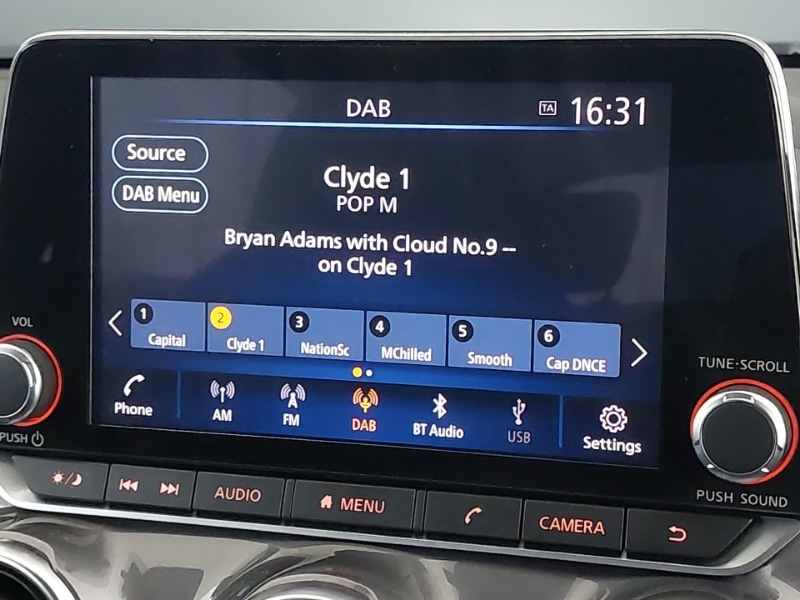 DAB
TA 16:31
Source
DAB Menu
Clyde 1
POP M
Bryan Adams with Cloud No.9 --
on Clyde 1
1 Capital
2 Clyde 1
3 NationSc
4 MChilled
5 Smooth
6 Cap DNCE
Phone
AM
FM
DAB
BT Audio
USB
Settings
VOL
PUSH
TUNE·SCROLL
PUSH SOUND
AUDIO
MENU
CAMERA